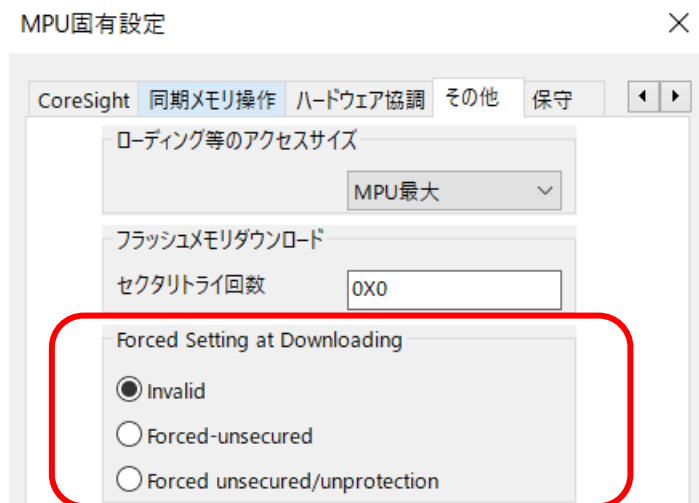 MPU固有設定
CoreSight 同期メモリ操作 ハードウェア協調 その他 保守
ローディング等のアクセスサイズ
MPU最大
フラッシュメモリダウンロード
セクタリトライ回数 0X0
Forced Setting at Downloading
Invalid
Forced-unsecured
Forced unsecured/unprotection